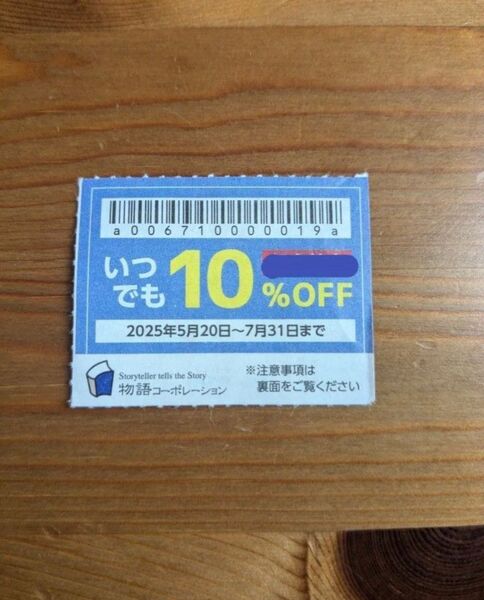 a006710000019a
いつでも10%OFF
2025年5月20日～7月31日まで
Storyteller tells the Story
物語コーポレーション
※注意事項は
裏面をご覧ください